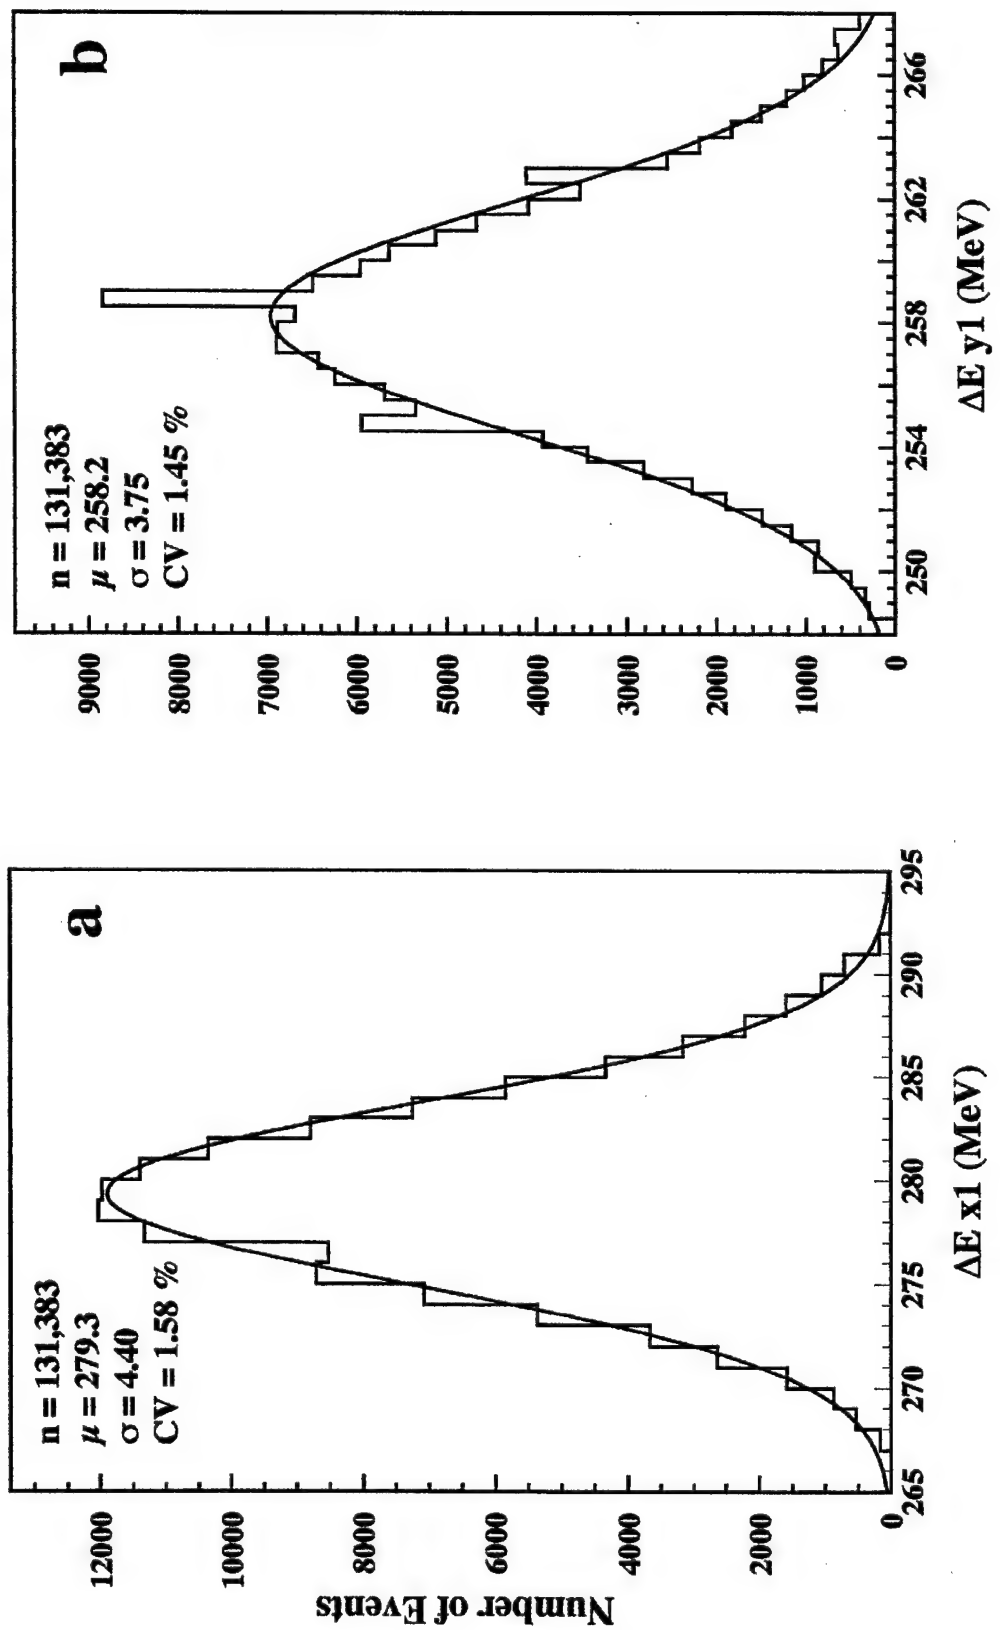 Number of Events
12000
10000
8000
6000
4000
2000
0
n = 131,383
μ = 279.3
σ = 4.40
CV = 1.58 %
a
265
270
275
280
285
290
295
ΔE x1 (MeV)
9000
8000
7000
6000
5000
4000
3000
2000
1000
0
n = 131,383
μ = 258.2
σ = 3.75
CV = 1.45 %
b
250
254
258
262
266
ΔE y1 (MeV)